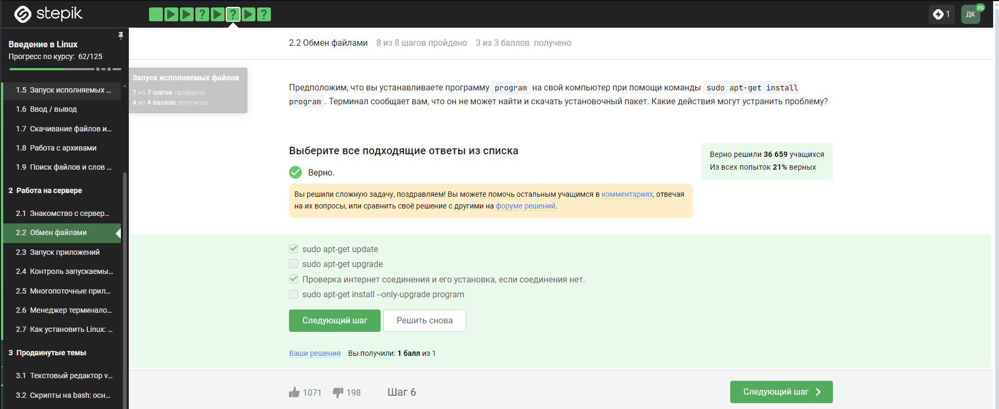 stepik
? ? ?
1
ДК
20
Введение в Linux
Прогресс по курсу: 62/125
1.5 Запуск исполняемых ...
1.6 Ввод / вывод
1.7 Скачивание файлов и...
1.8 Работа с архивами
1.9 Поиск файлов и слов ...
2 Работа на сервере
2.1 Знакомство с сервер...
2.2 Обмен файлами
2.3 Запуск приложений
2.4 Контроль запускаемы...
2.5 Многопоточные прил...
2.6 Менеджер терминало...
2.7 Как установить Linux: ...
3 Продвинутые темы
3.1 Текстовый редактор v...
3.2 Скрипты на bash: осн...
Запуск исполняемых файлов
7 из 7 шагов пройдено
4 из 4 баллов получено
2.2 Обмен файлами 8 из 8 шагов пройдено 3 из 3 баллов получено
Предположим, что вы устанавливаете программу program на свой компьютер при помощи команды sudo apt-get install
program. Терминал сообщает вам, что он не может найти и скачать установочный пакет. Какие действия могут устранить проблему?
Выберите все подходящие ответы из списка
Верно.
Вы решили сложную задачу, поздравляем! Вы можете помочь остальным учащимся в комментариях, отвечая
на их вопросы, или сравнить своё решение с другими на форуме решений.
Верно решили 36 659 учащихся
Из всех попыток 21% верных
sudo apt-get update
sudo apt-get upgrade
Проверка интернет соединения и его установка, если соединения нет.
sudo apt-get install --only-upgrade program
Следующий шаг Решить снова
Ваши решения Вы получили: 1 балл из 1
1071 198 Шаг 6 Следующий шаг